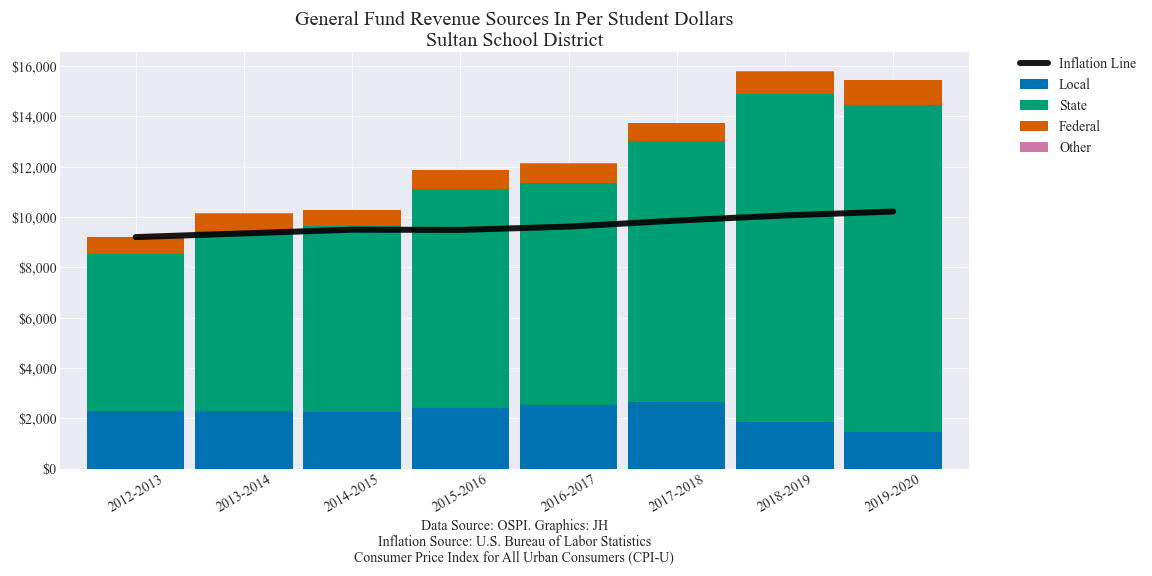 General Fund Revenue Sources In Per Student Dollars
Sultan School District
$16,000
$14,000
$12,000
$10,000
$8,000
$6,000
$4,000
$2,000
$0
2012-2013
2013-2014
2014-2015
2015-2016
2016-2017
2017-2018
2018-2019
2019-2020
Inflation Line
Local
State
Federal
Other
Data Source: OSPI. Graphics: JH
Inflation Source: U.S. Bureau of Labor Statistics
Consumer Price Index for All Urban Consumers (CPI-U)